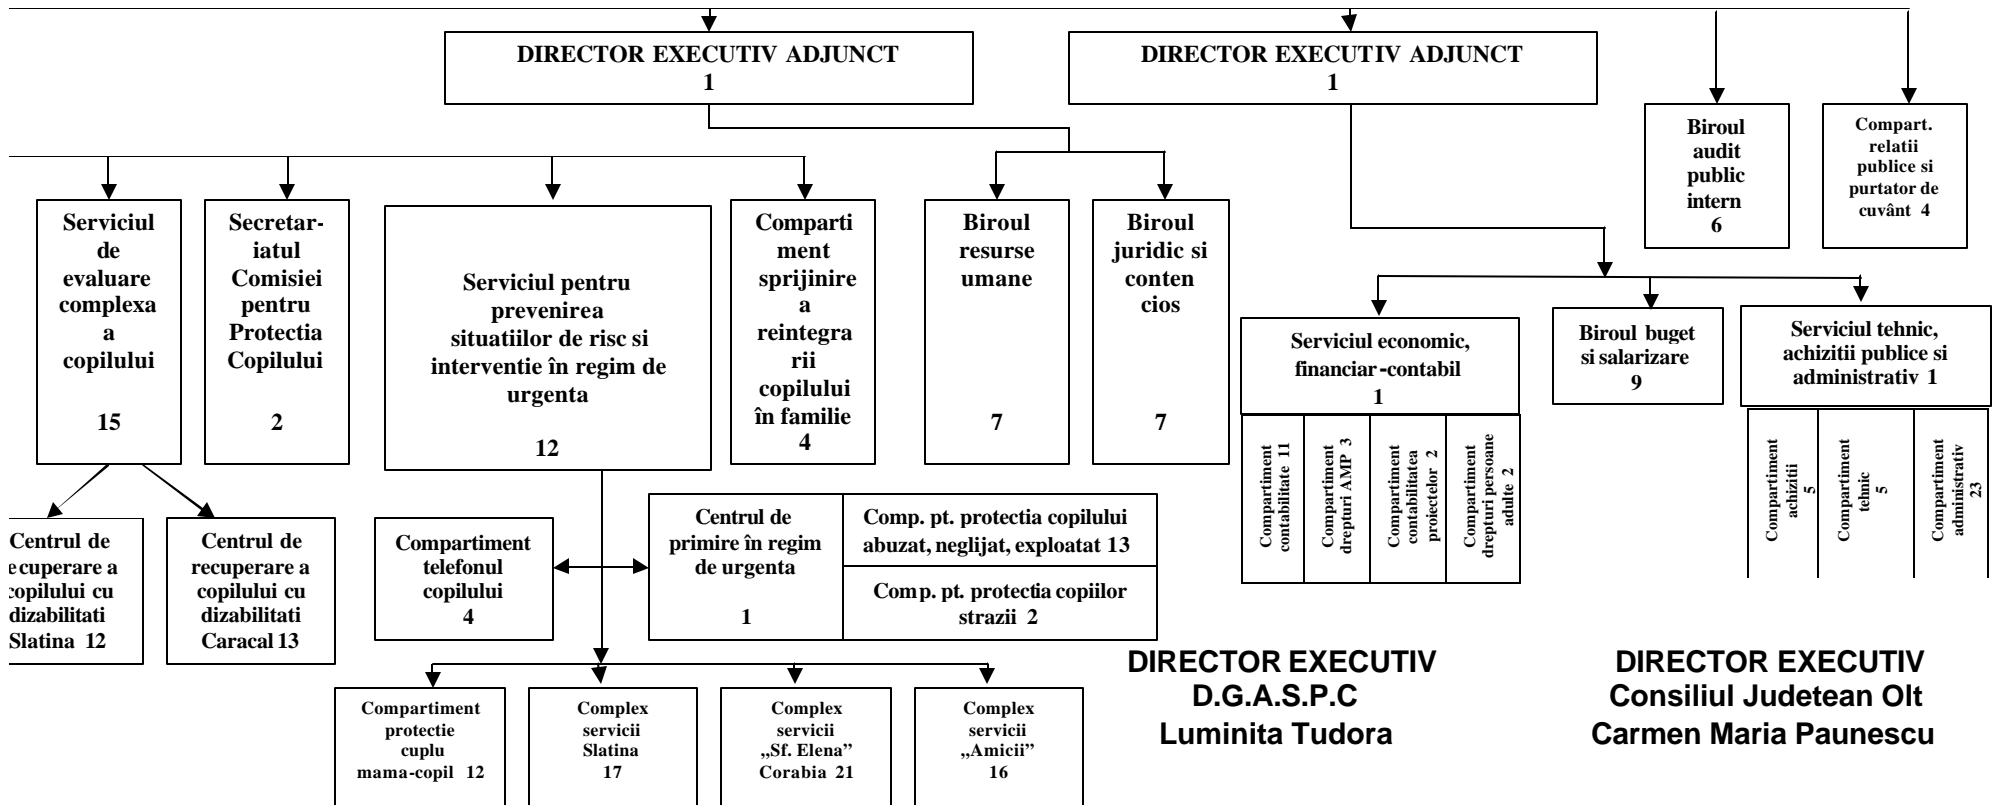 DIRECTOR EXECUTIV ADJUNCT
1
DIRECTOR EXECUTIV ADJUNCT
1
Biroul
audit
public
intern
6
Compart.
relatii
publice si
purtator de
cuvânt 4
Serviciul
de
evaluare
complexa
a
copilului
15
Secretar-
iatul
Comisiei
pentru
Protectia
Copilului
2
Serviciul pentru
prevenirea
situatiilor de risc si
interventie în regim de
urgenta
12
Comparti
ment
sprijinire
a
reintegra
rii
copilului
în familie
4
Biroul
resurse
umane
7
Biroul
juridic si
conten
cios
7
Serviciul economic,
financiar-contabil
1
Biroul buget
si salarizare
9
Serviciul tehnic,
achizitii publice si
administrativ 1
Compartiment
contabilitate 11
Compartiment
drepturi AMP 3
Compartiment
contabilitatea
proiectelor 2
Compartiment
drepturi persoane
adulte 2
Compartiment
achizitii
5
Compartiment
tehnic
5
Compartiment
administrativ
23
Centrul de
ecuperare a
copilului cu
dizabilitati
Slatina 12
Centrul de
recuperare a
copilului cu
dizabilitati
Caracal 13
Compartiment
telefonul
copilului
4
Centrul de
primire în regim
de urgenta
1
Comp. pt. protectia copilului
abuzat, neglijat, exploatat 13
Comp. pt. protectia copiilor
strazii 2
Compartiment
protectie
cuplu
mama-copil 12
Complex
servicii
Slatina
17
Complex
servicii
„Sf. Elena”
Corabia 21
Complex
servicii
„Amicii”
16
DIRECTOR EXECUTIV
D.G.A.S.P.C
Luminita Tudora
DIRECTOR EXECUTIV
Consiliul Judetean Olt
Carmen Maria Paunescu